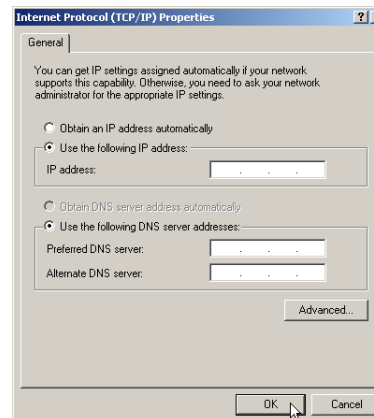 Internet Protocol (TCP/IP) Properties
?
General
You can get IP settings assigned automatically if your network
supports this capability. Otherwise, you need to ask your network
administrator for the appropriate IP settings.
Obtain an IP address automatically
Use the following IP address:
IP address: . . .
Obtain DNS server address automatically
Use the following DNS server addresses:
Preferred DNS server: . . .
Alternate DNS server: . . .
Advanced...
OK Cancel